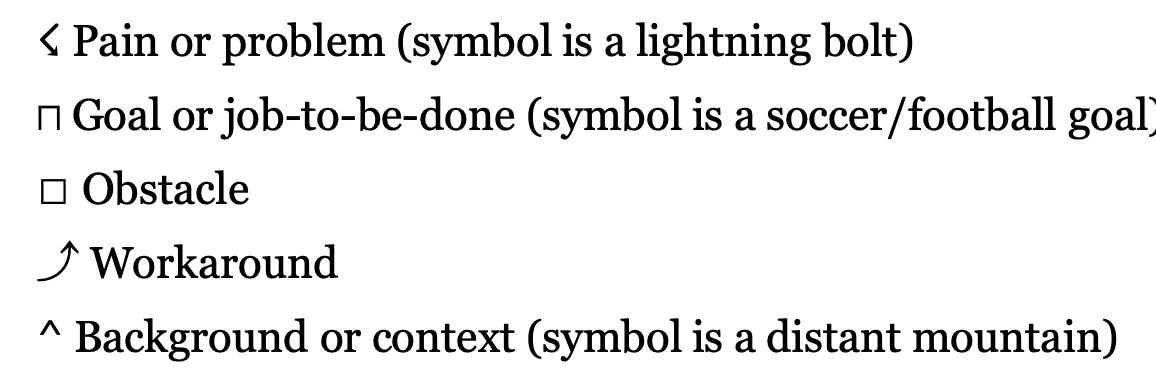 ☇ Pain or problem (symbol is a lightning bolt)
⨅ Goal or job-to-be-done (symbol is a soccer/football goal)
☐ Obstacle
⤴ Workaround
^ Background or context (symbol is a distant mountain)